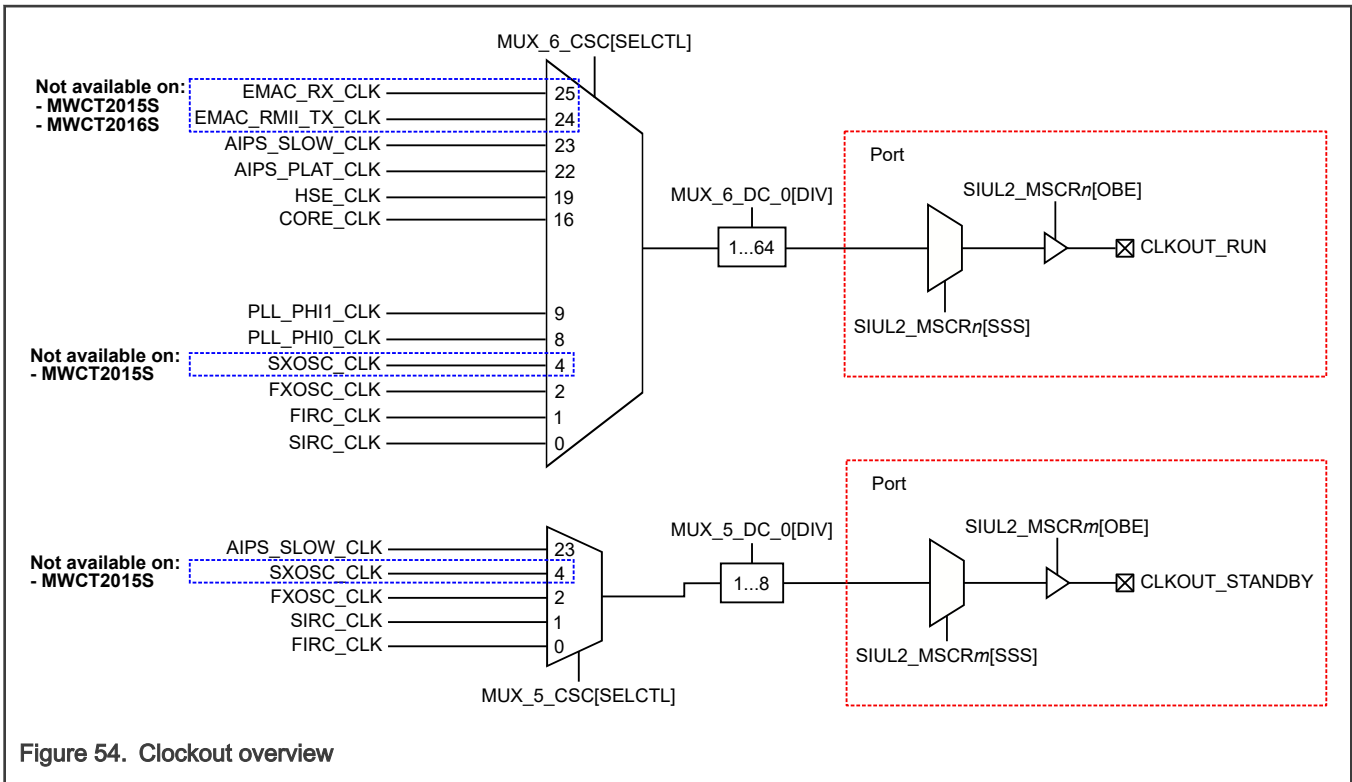 MUX_6_CSC[SELCTL]
Not available on:
- MWCT2015S
- MWCT2016S
EMAC_RX_CLK 25
EMAC_RMII_TX_CLK 24
AIPS_SLOW_CLK 23
AIPS_PLAT_CLK 22
HSE_CLK 19
CORE_CLK 16
PLL_PHI1_CLK 9
PLL_PHI0_CLK 8
Not available on:
- MWCT2015S
SXOSC_CLK 4
FXOSC_CLK 2
FIRC_CLK 1
SIRC_CLK 0
MUX_6_DC_0[DIV]
1...64
Port
SIUL2_MSCRn[OBE]
CLKOUT_RUN
SIUL2_MSCRn[SSS]
AIPS_SLOW_CLK 23
Not available on:
- MWCT2015S
SXOSC_CLK 4
FXOSC_CLK 2
SIRC_CLK 1
FIRC_CLK 0
MUX_5_CSC[SELCTL]
MUX_5_DC_0[DIV]
1...8
Port
SIUL2_MSCRm[OBE]
CLKOUT_STANDBY
SIUL2_MSCRm[SSS]
Figure 54. Clockout overview